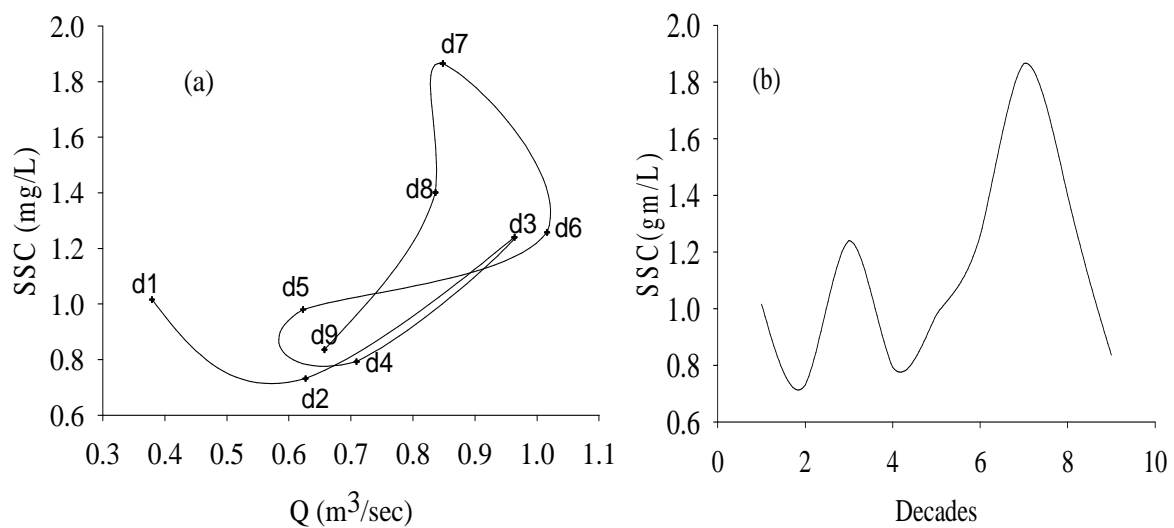 (a)
SSC (mg/L)
2.0
1.8
1.6
1.4
1.2
1.0
0.8
0.6
d7
d8
d3
d6
d1
d5
d9
d4
d2
0.3 0.4 0.5 0.6 0.7 0.8 0.9 1.0 1.1
Q (m³/sec)
(b)
SSC(gm/L)
2.0
1.8
1.6
1.4
1.2
1.0
0.8
0.6
0 2 4 6 8 10
Decades